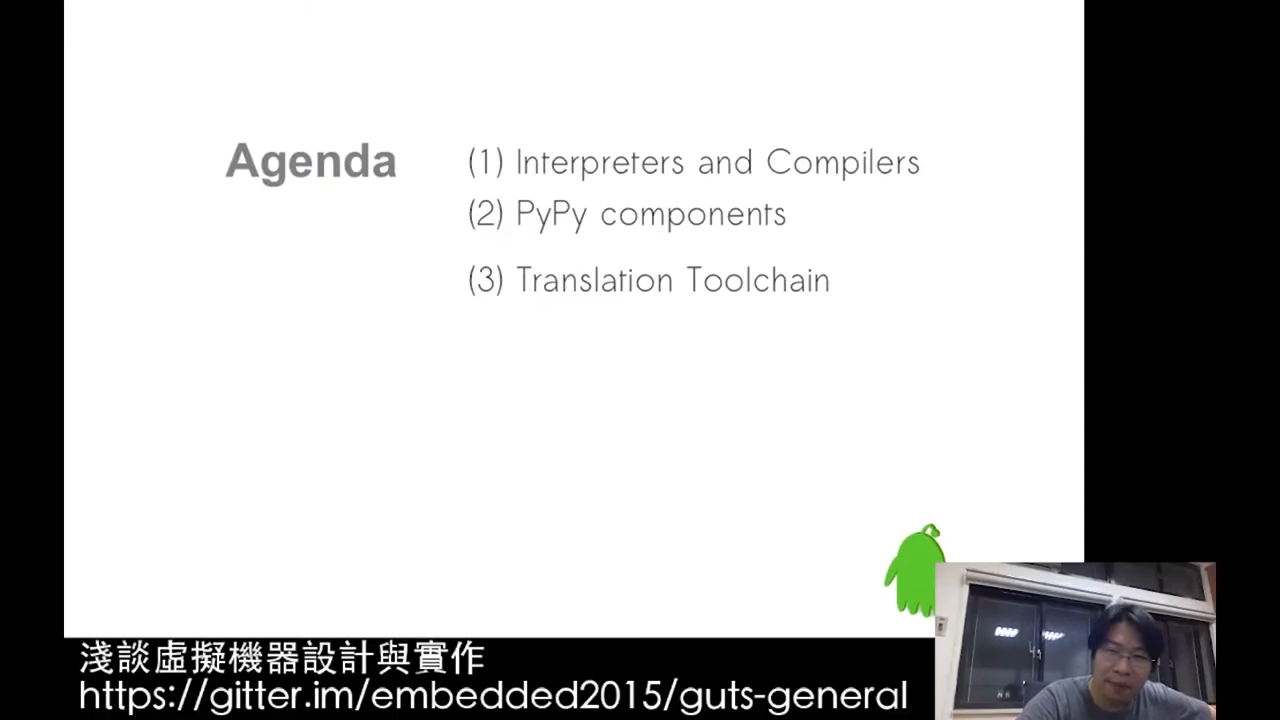 Agenda
(1) Interpreters and Compilers
(2) PyPy components
(3) Translation Toolchain
淺談虛擬機器設計與實作
https://gitter.im/embedded2015/guts-general